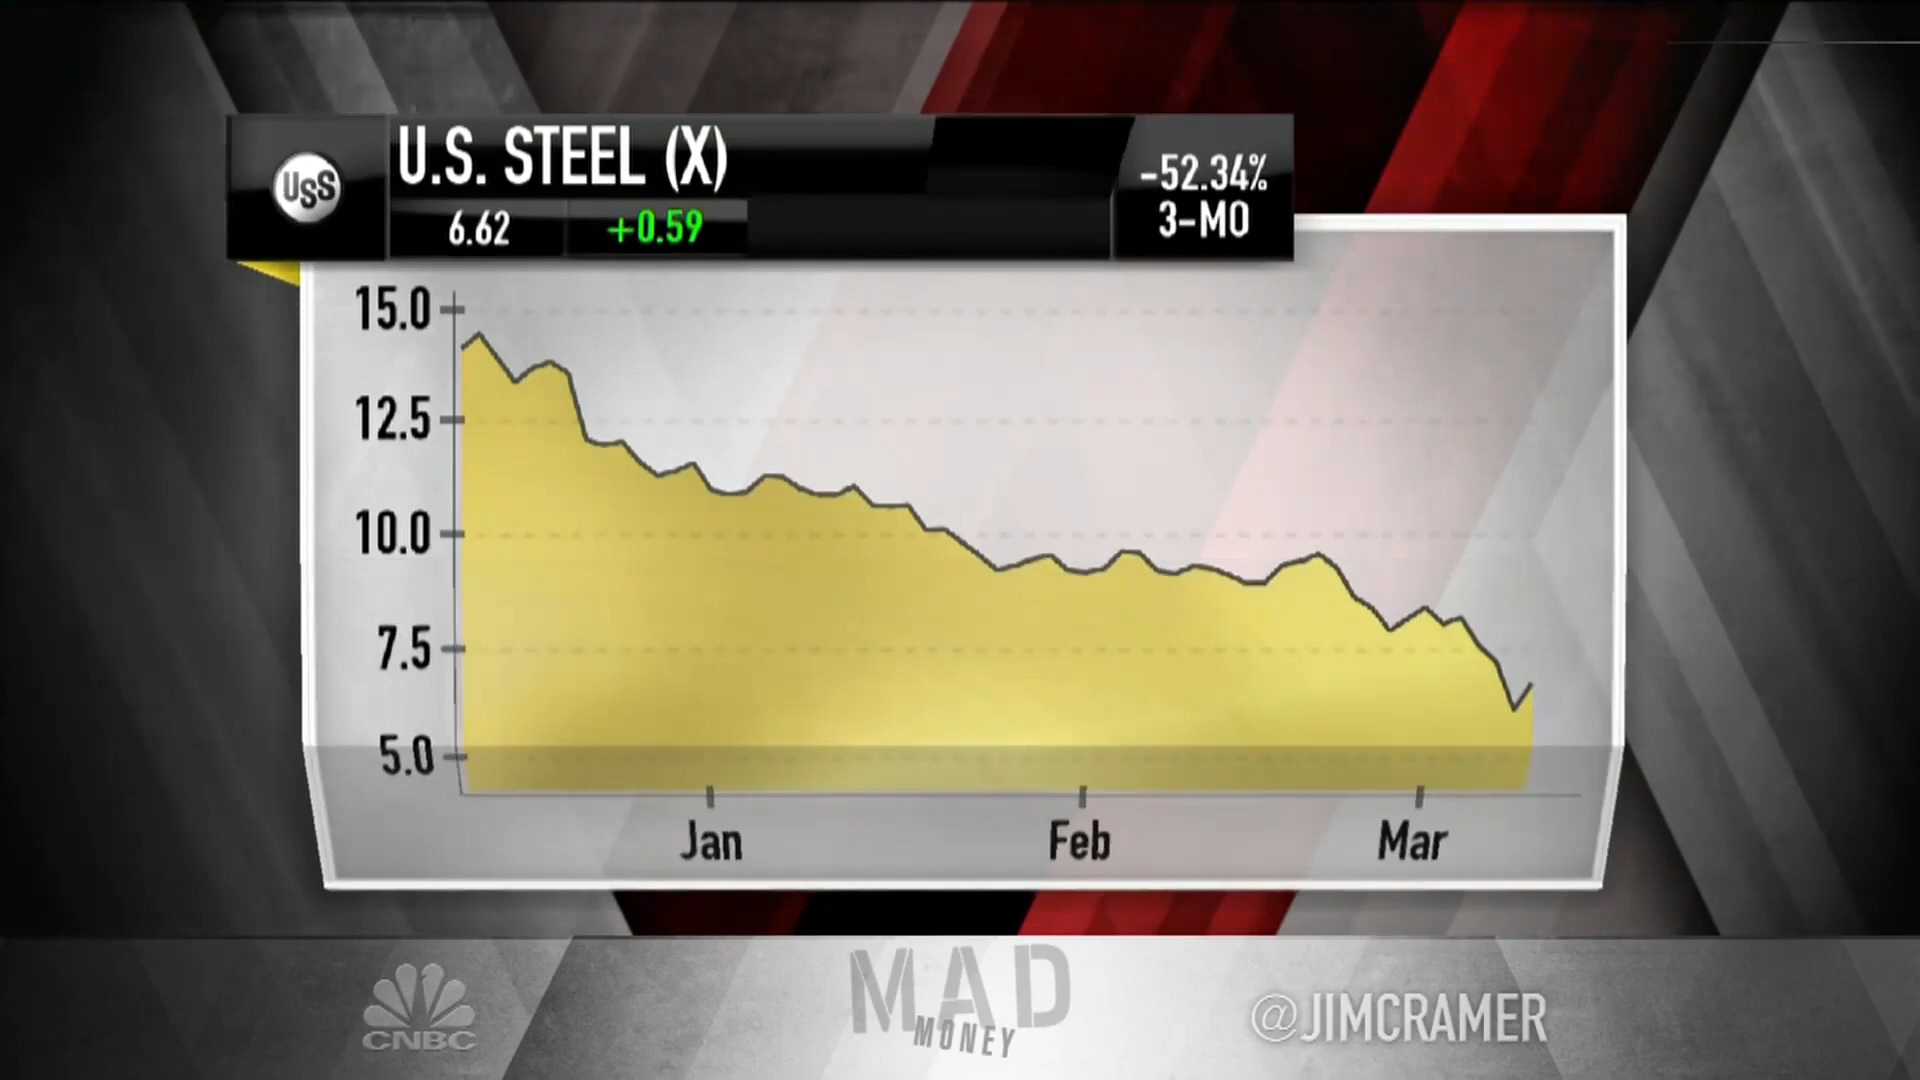 USS
U.S. STEEL (X)
6.62 +0.59
-52.34%
3-MO
15.0
12.5
10.0
7.5
5.0
Jan Feb Mar
CNBC
MAD
MONEY
@JIMCRAMER